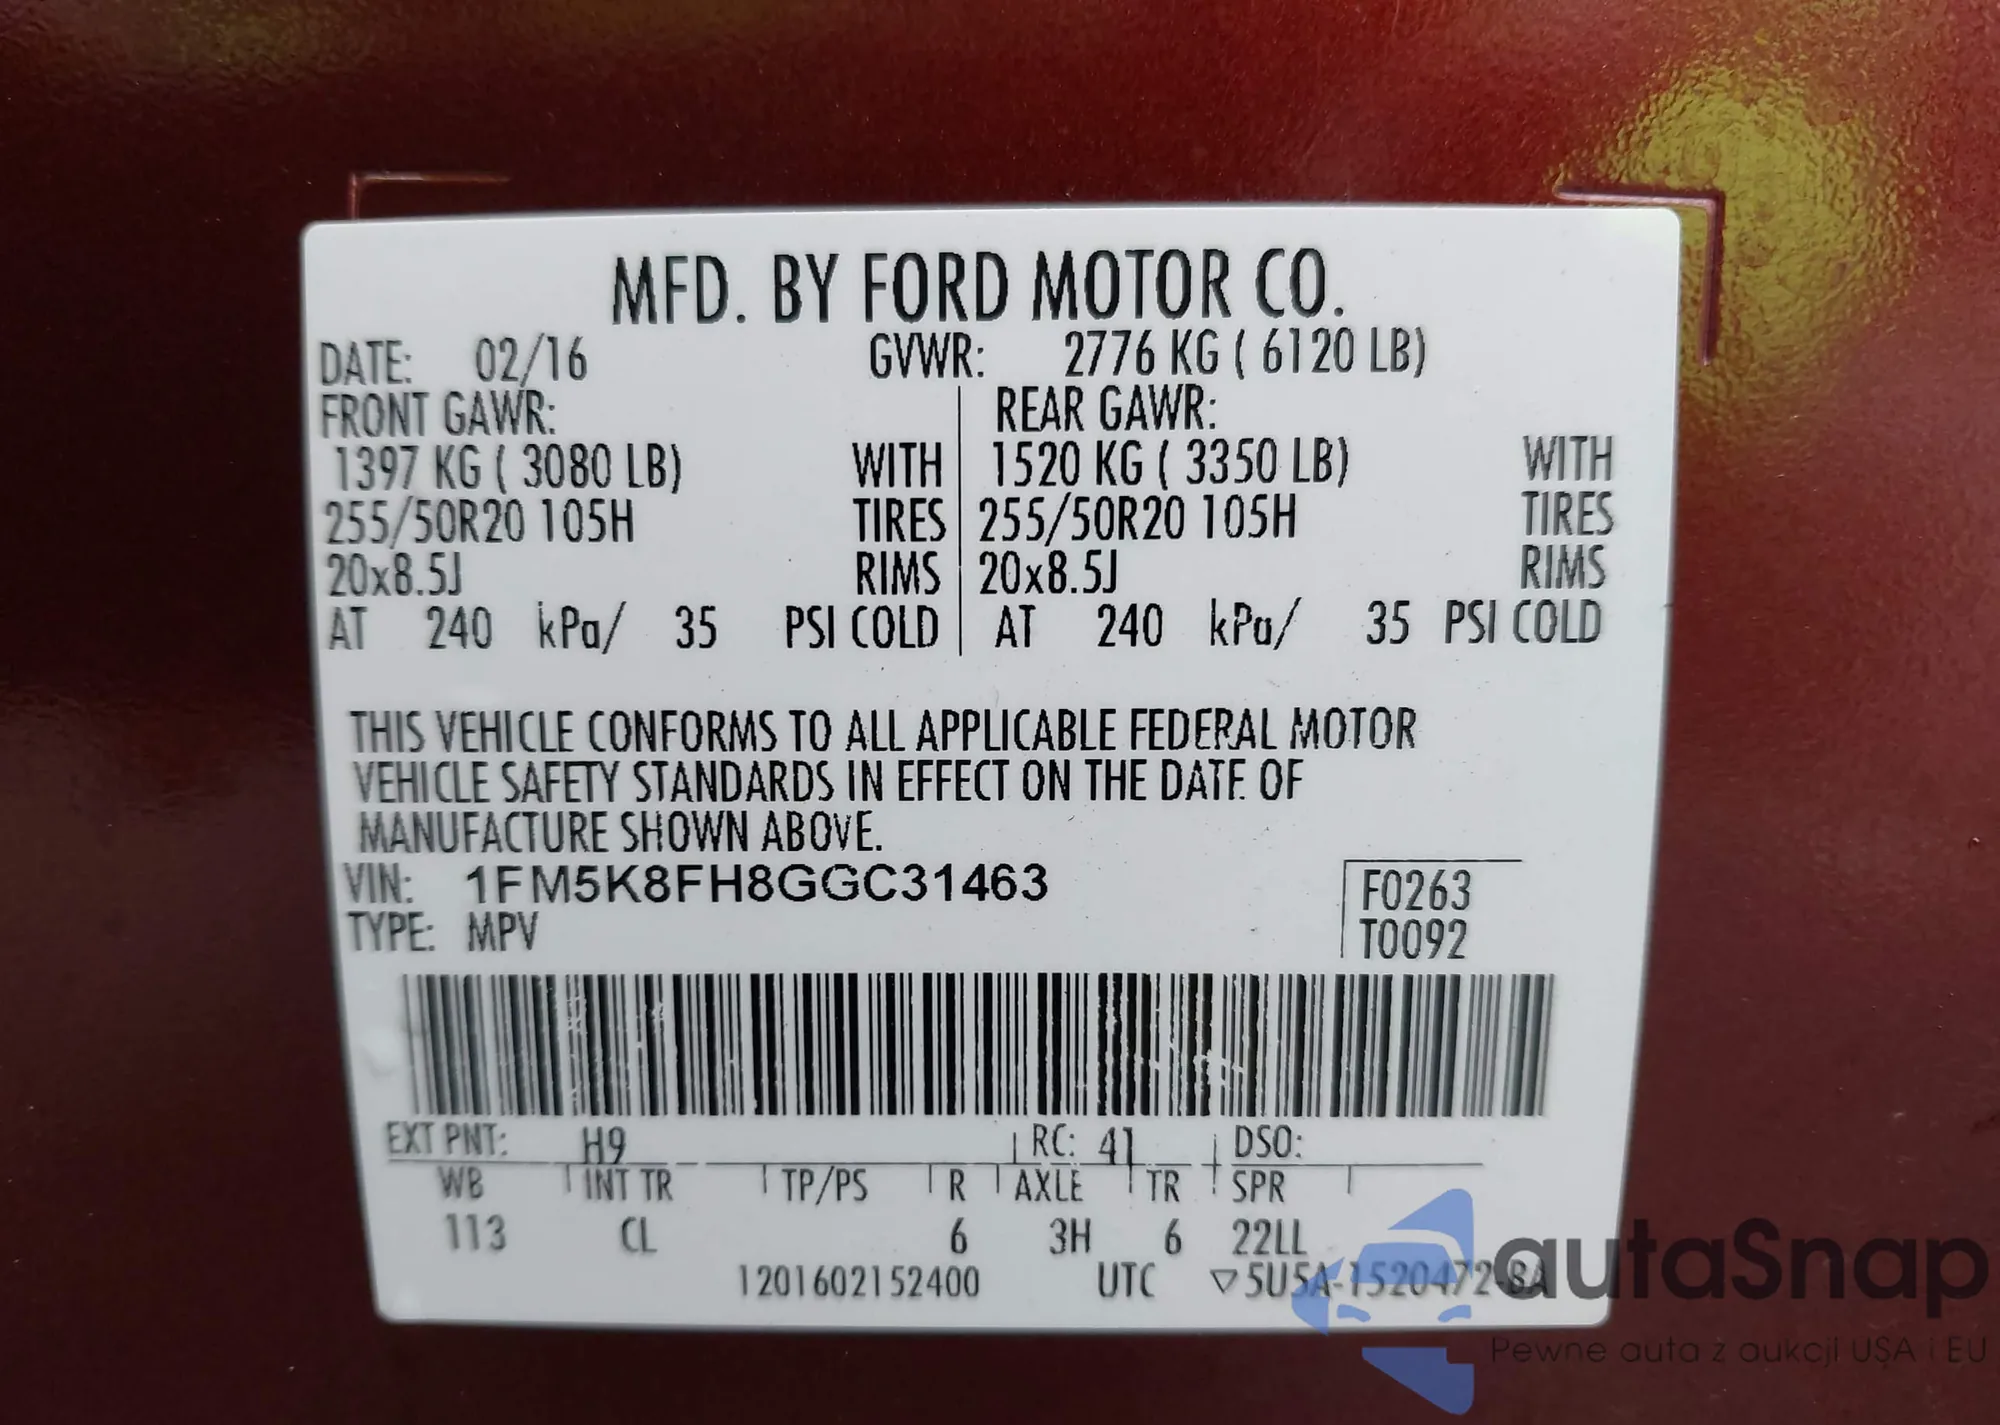 MFD. BY FORD MOTOR CO.
DATE: 02/16 GVWR: 2776 KG ( 6120 LB)
FRONT GAWR: REAR GAWR:
1397 KG ( 3080 LB) WITH 1520 KG ( 3350 LB) WITH
255/50R20 105H TIRES 255/50R20 105H TIRES
20x8.5J RIMS 20x8.5J RIMS
AT 240 kPa/ 35 PSI COLD AT 240 kPa/ 35 PSI COLD
THIS VEHICLE CONFORMS TO ALL APPLICABLE FEDERAL MOTOR
VEHICLE SAFETY STANDARDS IN EFFECT ON THE DATE OF
MANUFACTURE SHOWN ABOVE.
VIN: 1FM5K8FH8GGC31463 F0263
TYPE: MPV T0092
EXT PNT: H9 RC: 41 DSO:
WB INT TR TP/PS R AXLE TR SPR
113 CL 6 3H 6 22LL
1201602152400 UTC ▽5U5A-1520472-BA
autaSnap
Pewne auta z aukcji USA i EU